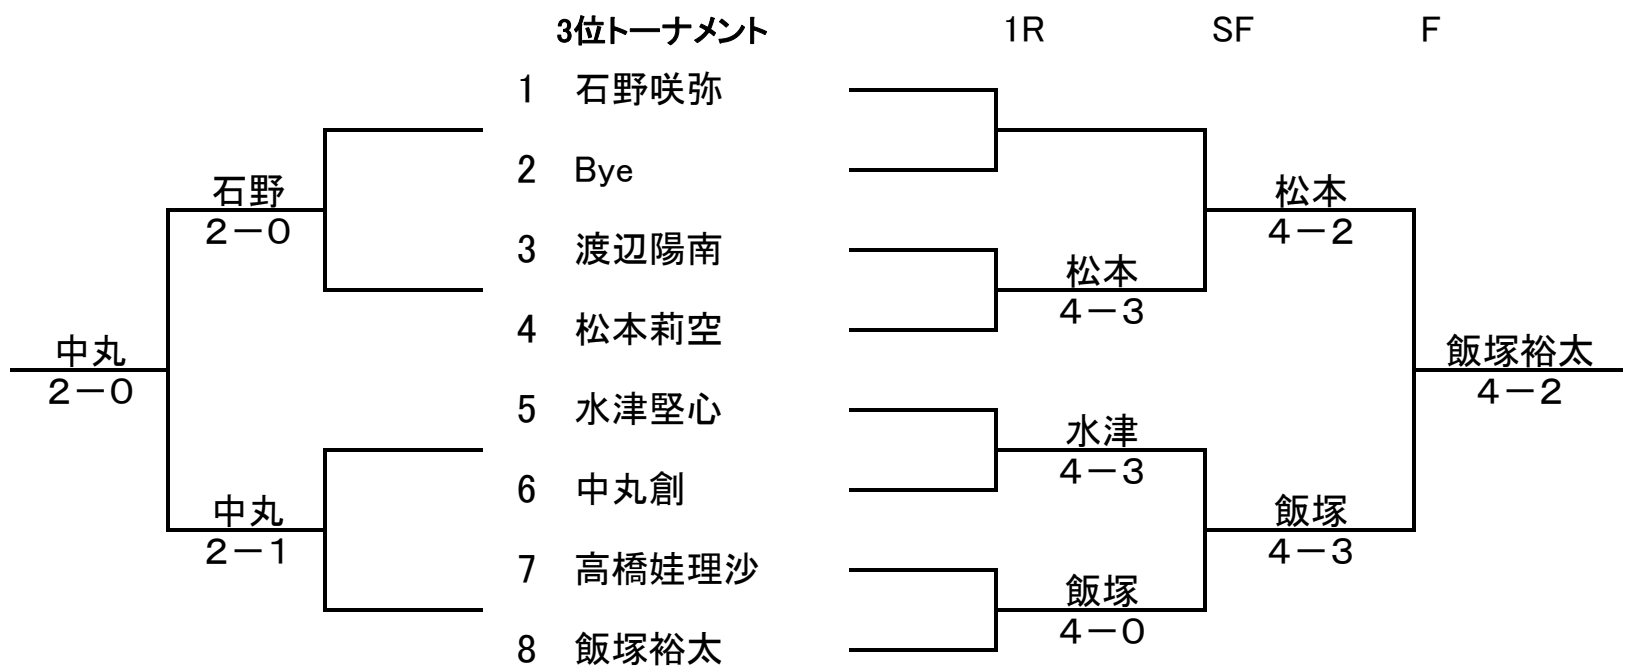 3位トーナメント 1R SF F
1 石野咲弥
2 Bye
石野
松本
2－0
4－2
3 渡辺陽南
松本
4－3
4 松本莉空
中丸
飯塚裕太
2－0
4－2
5 水津堅心
水津
4－3
6 中丸創
中丸
飯塚
2－1
4－3
7 高橋娃理沙
飯塚
4－0
8 飯塚裕太